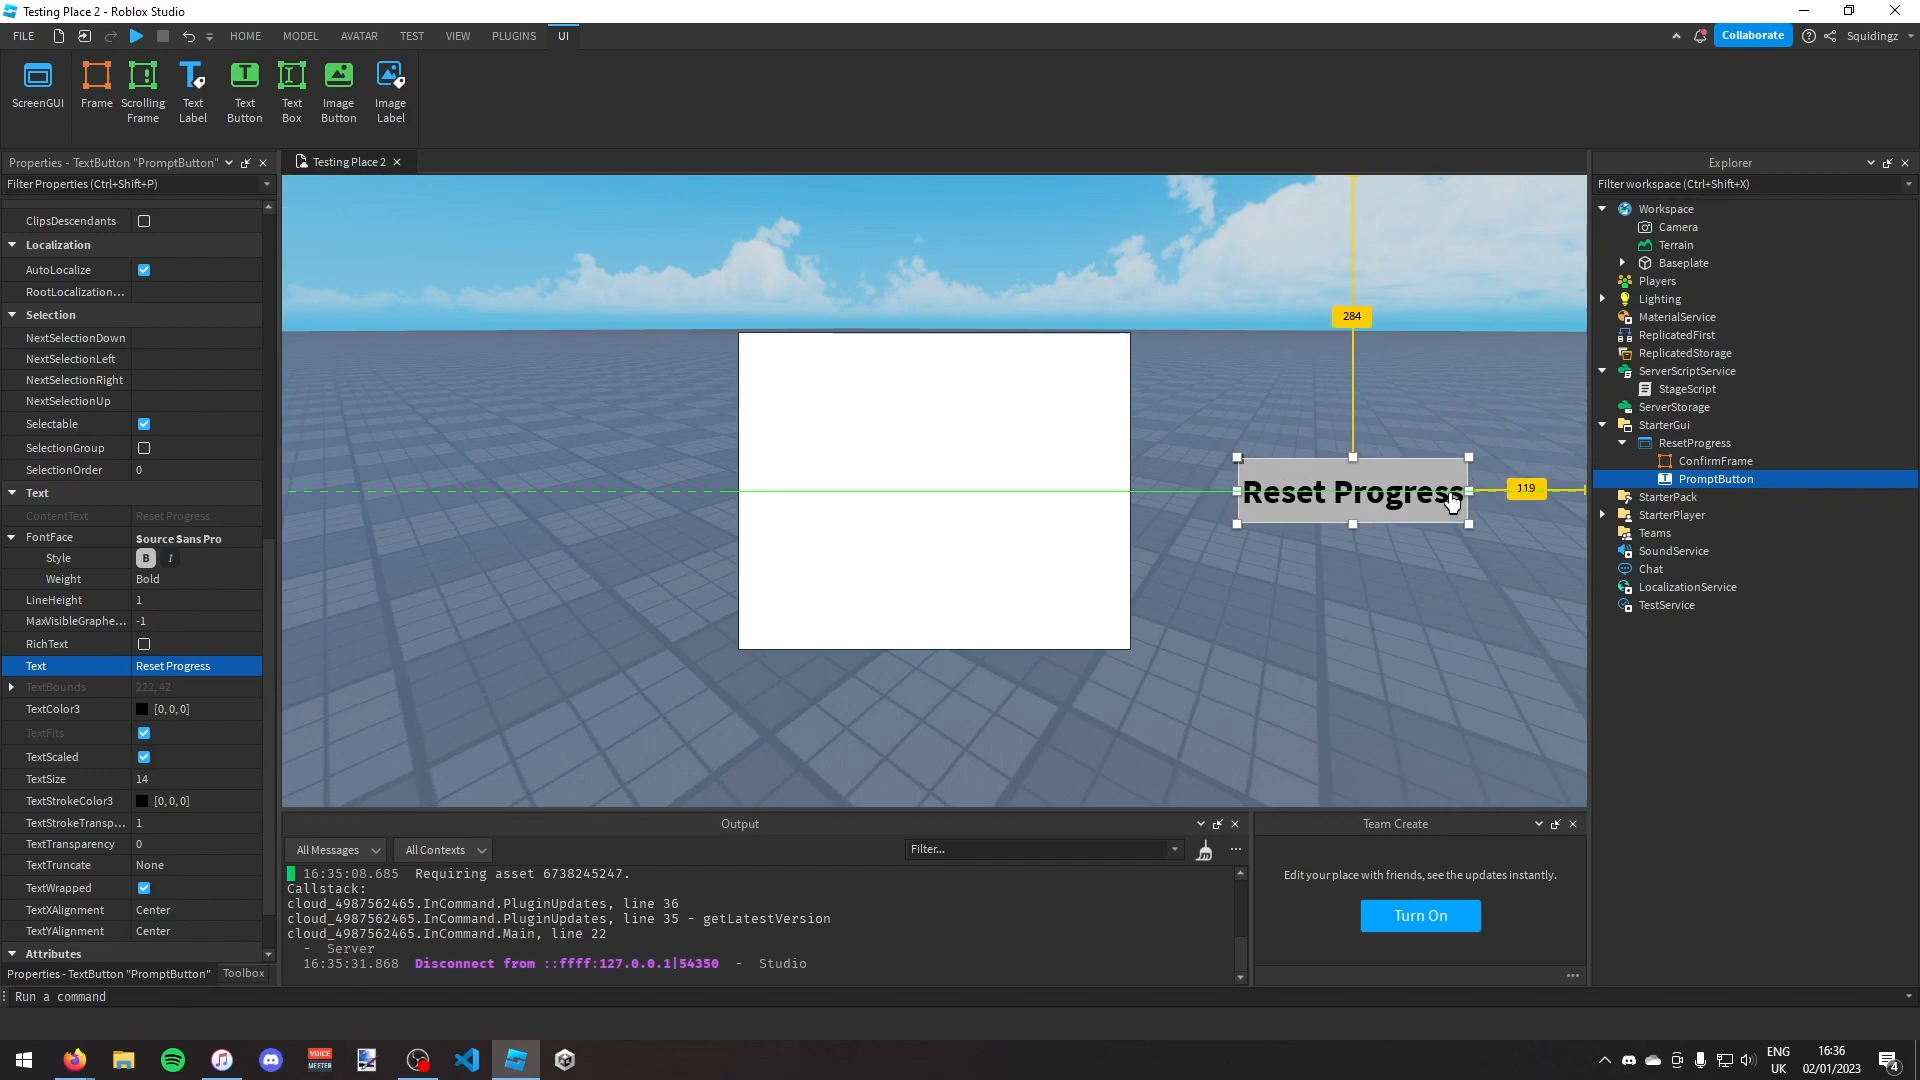 Testing Place 2 - Roblox Studio
FILE
HOME
MODEL
AVATAR
TEST
VIEW
PLUGINS
UI
Collaborate
Squidingz
ScreenGUI
Frame
Scrolling
Frame
Text
Label
Text
Button
Text
Box
Image
Button
Image
Label
Properties - TextButton "PromptButton"
Filter Properties (Ctrl+Shift+P)
ClipsDescendants
Localization
AutoLocalize
RootLocalization...
Selection
NextSelectionDown
NextSelectionLeft
NextSelectionRight
NextSelectionUp
Selectable
SelectionGroup
SelectionOrder 0
Text
ContentText Reset Progress
FontFace Source Sans Pro
Style B I
Weight Bold
LineHeight 1
MaxVisibleGraphe... -1
RichText
Text Reset Progress
TextBounds 222, 42
TextColor3 [0, 0, 0]
TextFits
TextScaled
TextSize 14
TextStrokeColor3 [0, 0, 0]
TextStrokeTransp... 1
TextTransparency 0
TextTruncate None
TextWrapped
TextXAlignment Center
TextYAlignment Center
Attributes
Properties - TextButton "PromptButton"
Toolbox
Testing Place 2
284
Reset Progress
119
Output
All Messages
All Contexts
Filter...
16:35:08.685 Requiring asset 6738245247.
Callstack:
cloud_4987562465.InCommand.PluginUpdates, line 36
cloud_4987562465.InCommand.PluginUpdates, line 35 - getLatestVersion
cloud_4987562465.InCommand.Main, line 22
- Server
16:35:31.868 Disconnect from ::ffff:127.0.0.1|54350 - Studio
Team Create
Edit your place with friends, see the updates instantly.
Turn On
Explorer
Filter workspace (Ctrl+Shift+X)
Workspace
Camera
Terrain
Baseplate
Players
Lighting
MaterialService
ReplicatedFirst
ReplicatedStorage
ServerScriptService
StageScript
ServerStorage
StarterGui
ResetProgress
ConfirmFrame
PromptButton
StarterPack
StarterPlayer
Teams
SoundService
Chat
LocalizationService
TestService
Run a command
VOICE
MEETER
ENG
UK
16:36
02/01/2023
4